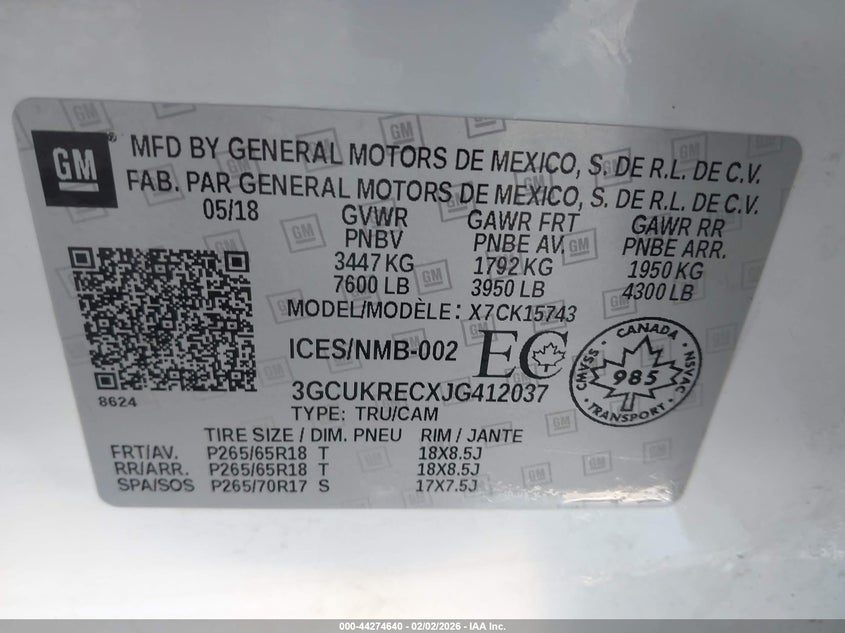 GM
MFD BY GENERAL MOTORS DE MEXICO, S. DE R.L. DE C.V.
FAB. PAR GENERAL MOTORS DE MEXICO, S. DE R.L. DE C.V.
05/18 GVWR GAWR FRT GAWR RR
PNBV PNBE AV. PNBE ARR.
3447 KG 1792 KG 1950 KG
7600 LB 3950 LB 4300 LB
MODEL/MODÈLE: X7CK15743
ICES/NMB-002 EC
CANADA
CMVSS 985 NSVAC
TRANSPORT
3GCUKRECXJG412037
8624
TYPE: TRU/CAM
TIRE SIZE / DIM. PNEU RIM / JANTE
FRT/AV. P265/65R18 T 18X8.5J
RR/ARR. P265/65R18 T 18X8.5J
SPA/SOS P265/70R17 S 17X7.5J
000-44274640 - 02/02/2026 - IAA Inc.